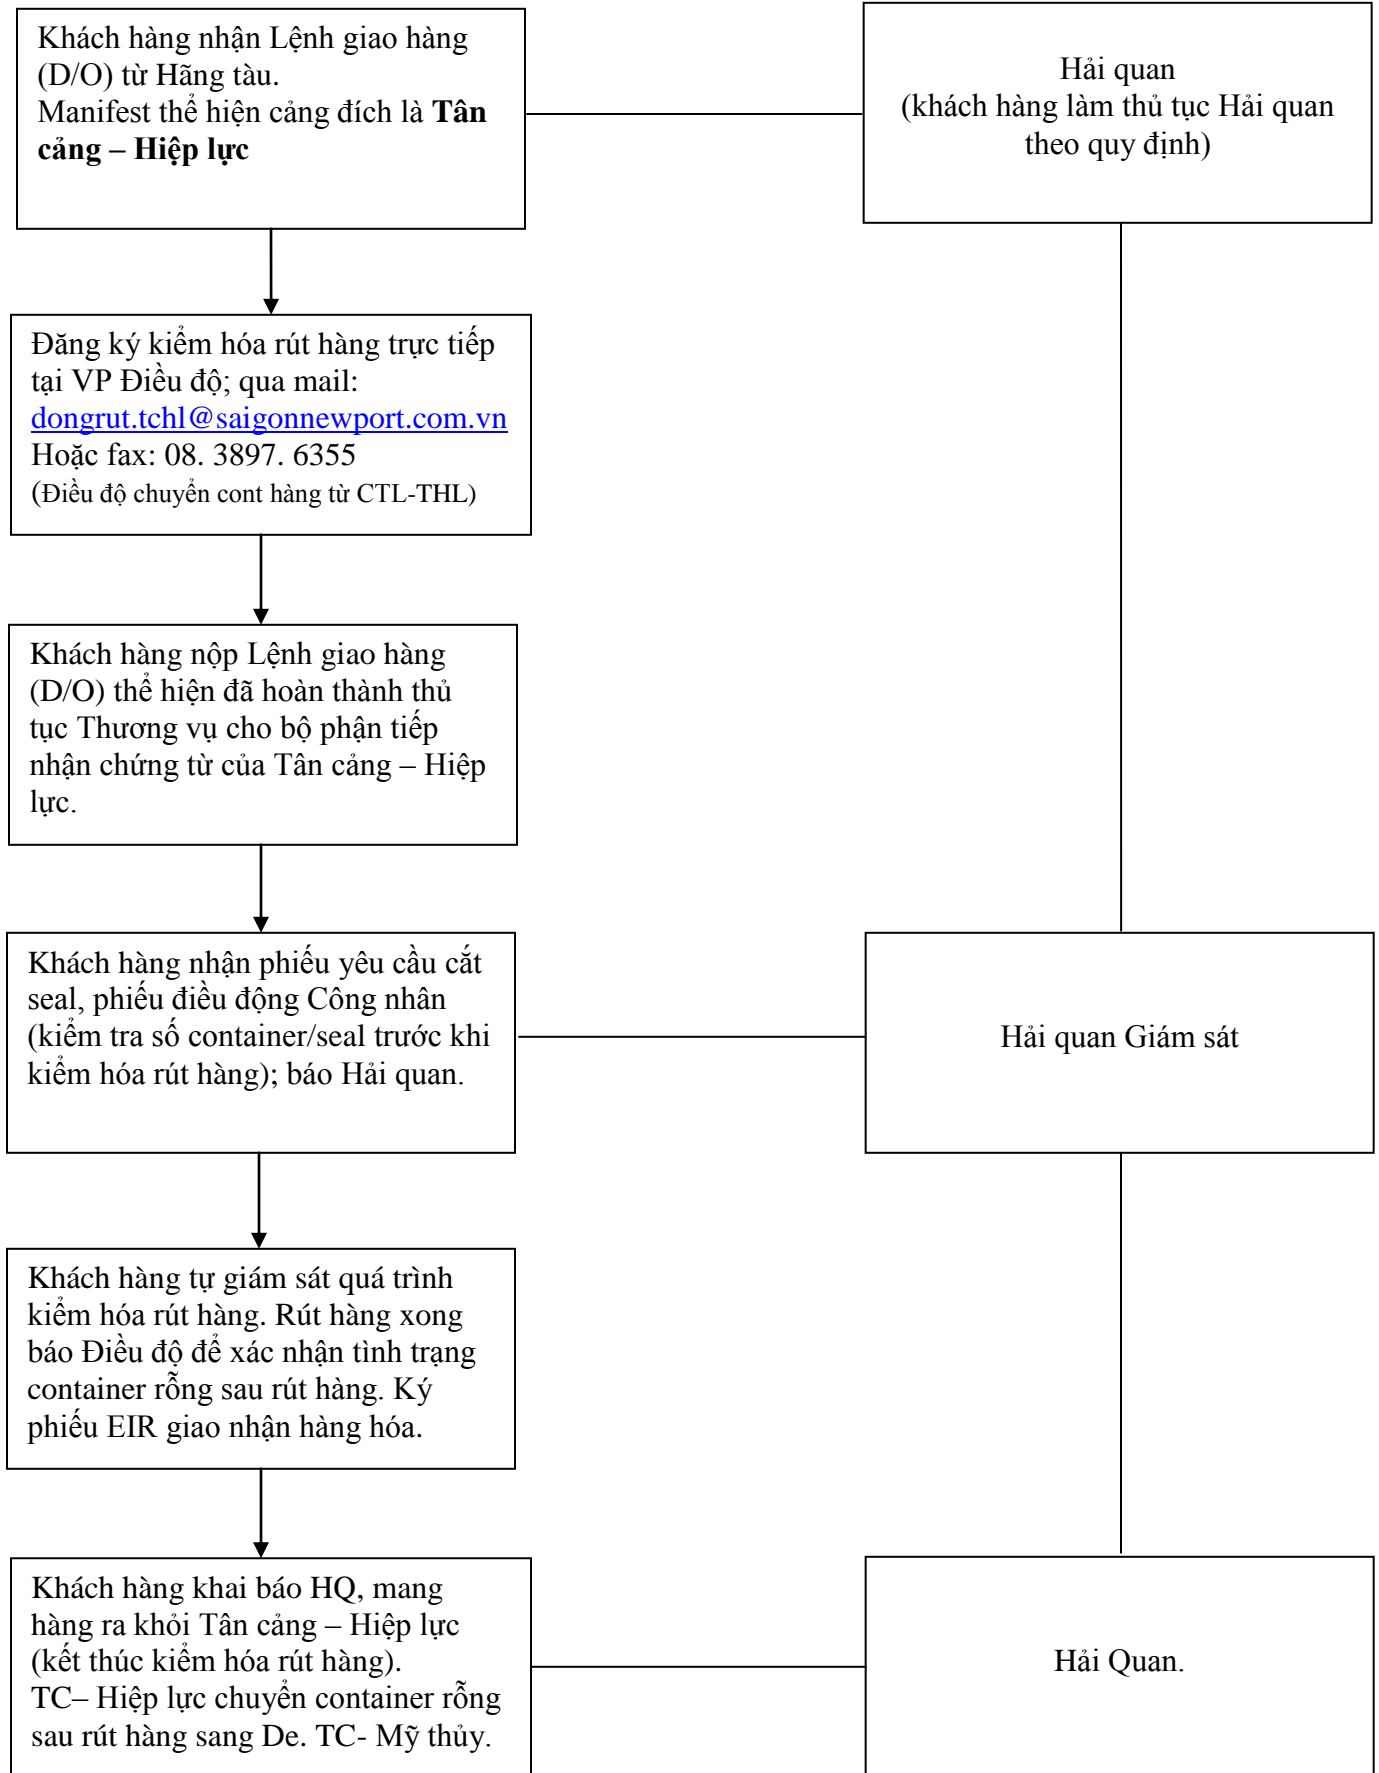 Khách hàng nhận Lệnh giao hàng
(D/O) từ Hãng tàu.
Manifest thể hiện cảng đích là Tân
cảng – Hiệp lực
Hải quan
(khách hàng làm thủ tục Hải quan
theo quy định)
Đăng ký kiểm hóa rút hàng trực tiếp
tại VP Điều độ; qua mail:
dongrut.tchl@saigonnewport.com.vn
Hoặc fax: 08. 3897. 6355
(Điều độ chuyển cont hàng từ CTL-THL)
Khách hàng nộp Lệnh giao hàng
(D/O) thể hiện đã hoàn thành thủ
tục Thương vụ cho bộ phận tiếp
nhận chứng từ của Tân cảng – Hiệp
lực.
Khách hàng nhận phiếu yêu cầu cắt
seal, phiếu điều động Công nhân
(kiểm tra số container/seal trước khi
kiểm hóa rút hàng); báo Hải quan.
Hải quan Giám sát
Khách hàng tự giám sát quá trình
kiểm hóa rút hàng. Rút hàng xong
báo Điều độ để xác nhận tình trạng
container rỗng sau rút hàng. Ký
phiếu EIR giao nhận hàng hóa.
Khách hàng khai báo HQ, mang
hàng ra khỏi Tân cảng – Hiệp lực
(kết thúc kiểm hóa rút hàng).
TC– Hiệp lực chuyển container rỗng
sau rút hàng sang De. TC- Mỹ thủy.
Hải Quan.